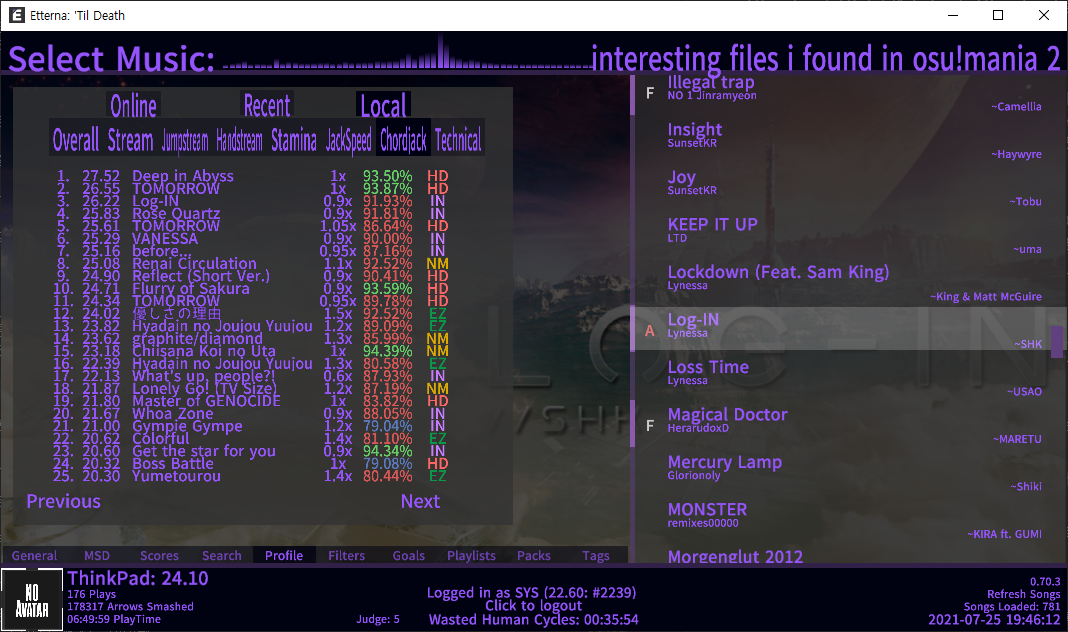 Etterna: 'Til Death
Select Music:
interesting files i found in osu!mania 2
Online Recent Local
Overall Stream Jumpstream Handstream Stamina JackSpeed Chordjack Technical
1. 27.52 Deep in Abyss 1x 93.50% HD
2. 26.55 TOMORROW 1x 93.87% HD
3. 26.22 Log-IN 0.9x 91.93% IN
4. 25.83 Rose Quartz 0.9x 91.81% IN
5. 25.61 TOMORROW 1.05x 86.64% HD
6. 25.29 VANESSA 0.9x 90.00% IN
7. 25.16 before... 0.95x 87.16% IN
8. 25.08 Renai Circulation 1.1x 92.52% NM
9. 24.90 Reflect (Short Ver.) 0.9x 90.41% HD
10. 24.71 Flurry of Sakura 0.9x 93.59% HD
11. 24.34 TOMORROW 0.95x 89.78% HD
12. 24.02 優しさの理由 1.5x 92.52% EZ
13. 23.82 Hyadain no Joujou Yuujou 1.2x 89.09% EZ
14. 23.62 graphite/diamond 1.3x 85.99% NM
15. 23.18 Chiisana Koi no Uta 1x 94.39% NM
16. 22.39 Hyadain no Joujou Yuujou 1.3x 80.58% EZ
17. 22.13 What's up, people?! 0.6x 87.93% IN
18. 21.87 Lonely Go! (TV Size) 1.2x 87.19% NM
19. 21.80 Master of GENOCIDE 1x 83.82% HD
20. 21.67 Whoa Zone 0.9x 88.05% IN
21. 21.00 Gympie Gympe 1.2x 79.04% IN
22. 20.62 Colorful 1.4x 81.10% EZ
23. 20.60 Get the star for you 0.9x 94.34% IN
24. 20.32 Boss Battle 1x 79.08% HD
25. 20.30 Yumetourou 1.4x 80.44% EZ
Previous Next
General MSD Scores Search Profile Filters Goals Playlists Packs Tags
F Illegal trap
NO 1 Jinramyeon
~Camellia
Insight
SunsetKR
~Haywyre
Joy
SunsetKR
~Tobu
KEEP IT UP
LTD
~uma
Lockdown (Feat. Sam King)
Lynessa
~King & Matt McGuire
A Log-IN
Lynessa
~SHK
LOG-IN
/SHK
Loss Time
Lynessa
~USAO
F Magical Doctor
HerarudoxD
~MARETU
Mercury Lamp
Glorionoly
~Shiki
MONSTER
remixes00000
~KIRA ft. GUMI
Morgenglut 2012
NO AVATAR
ThinkPad: 24.10
176 Plays
178317 Arrows Smashed
06:49:59 PlayTime
Judge: 5
Logged in as SYS (22.60: #2239)
Click to logout
Wasted Human Cycles: 00:35:54
0.70.3
Refresh Songs
Songs Loaded: 781
2021-07-25 19:46:12